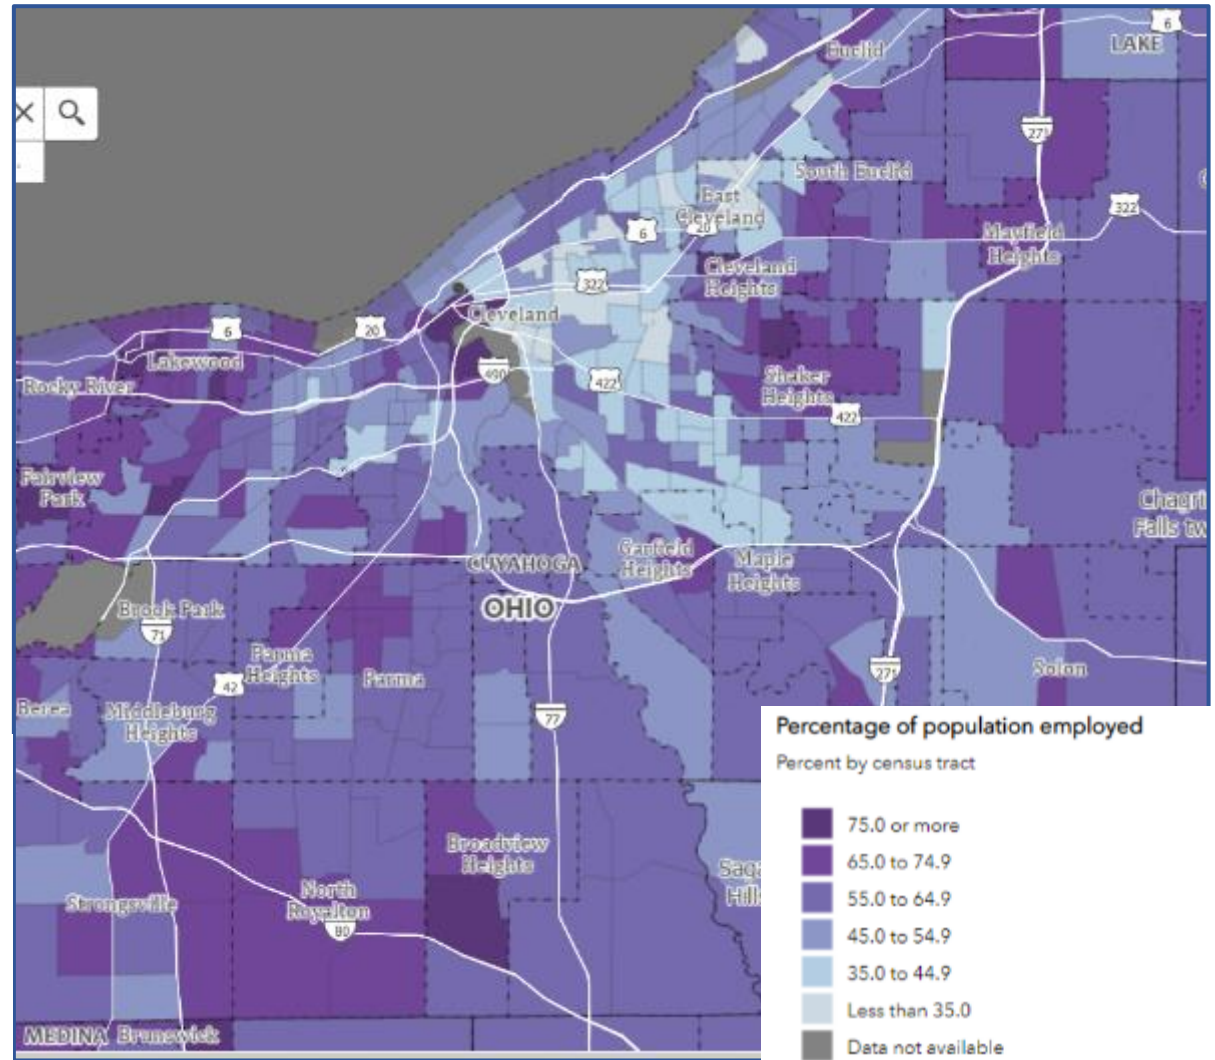 Euclid
6
LAKE
271
South Euclid
East
Cleveland
20
6
322
Mayfield
Heights
322
Cleveland
Heights
Cleveland
6
20
Lakewood
Rocky River
490
422
Shaker
Heights
422
Fairview
Park
Chagri
Falls tw
CUYAHOGA
Garfield
Heights
Maple
Heights
OHIO
Brook Park
71
Parma
Heights
Parma
42
271
Solon
Berea
Middleburg
Heights
77
Broadview
Heights
Saga
Hill
Strongsville
North
Royalton
80
MEDINA
Brunswick
Percentage of population employed
Percent by census tract
75.0 or more
65.0 to 74.9
55.0 to 64.9
45.0 to 54.9
35.0 to 44.9
Less than 35.0
Data not available